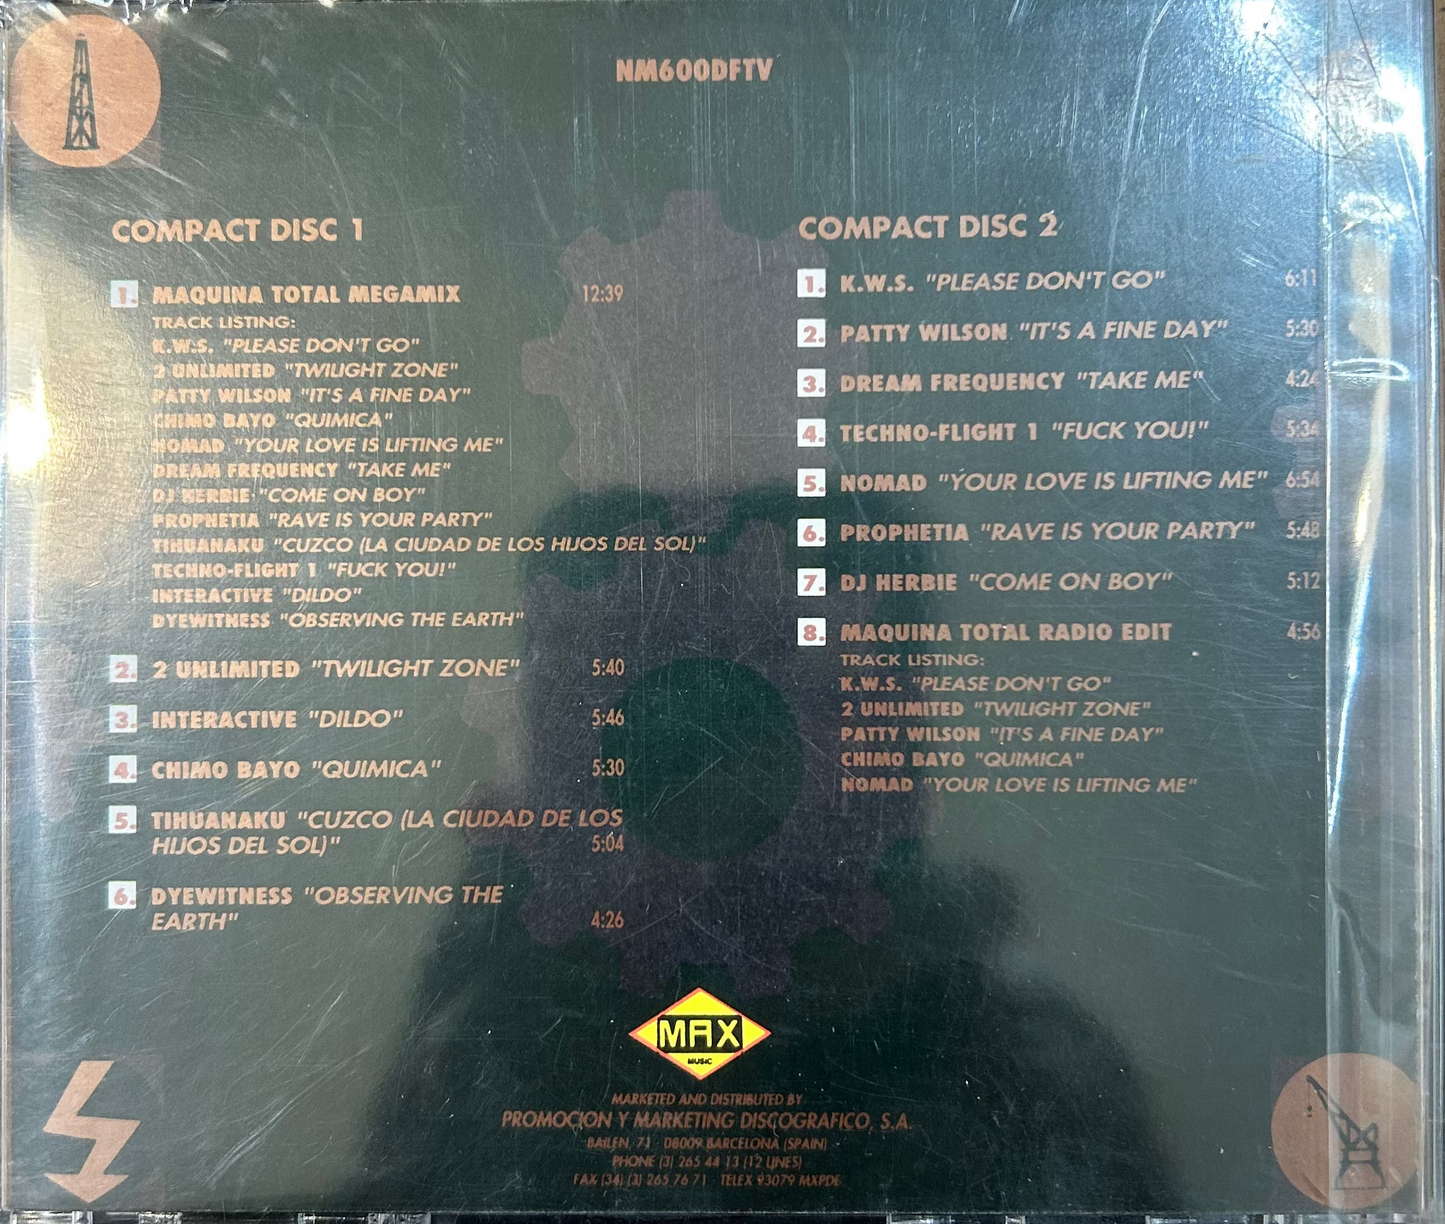 NM600DFTV
COMPACT DISC 1
1. MAQUINA TOTAL MEGAMIX 12:39
TRACK LISTING:
K.W.S. "PLEASE DON'T GO"
2 UNLIMITED "TWILIGHT ZONE"
PATTY WILSON "IT'S A FINE DAY"
CHIMO BAYO "QUIMICA"
NOMAD "YOUR LOVE IS LIFTING ME"
DREAM FREQUENCY "TAKE ME"
DJ HERBIE "COME ON BOY"
PROPHETIA "RAVE IS YOUR PARTY"
TIHUANAKU "CUZCO (LA CIUDAD DE LOS HIJOS DEL SOL)"
TECHNO-FLIGHT 1 "FUCK YOU!"
INTERACTIVE "DILDO"
DYEWITNESS "OBSERVING THE EARTH"
2. 2 UNLIMITED "TWILIGHT ZONE" 5:40
3. INTERACTIVE "DILDO" 5:46
4. CHIMO BAYO "QUIMICA" 5:30
5. TIHUANAKU "CUZCO (LA CIUDAD DE LOS
HIJOS DEL SOL)" 5:04
6. DYEWITNESS "OBSERVING THE
EARTH" 4:26
COMPACT DISC 2
1. K.W.S. "PLEASE DON'T GO" 6:11
2. PATTY WILSON "IT'S A FINE DAY" 5:30
3. DREAM FREQUENCY "TAKE ME" 4:24
4. TECHNO-FLIGHT 1 "FUCK YOU!" 5:34
5. NOMAD "YOUR LOVE IS LIFTING ME" 6:54
6. PROPHETIA "RAVE IS YOUR PARTY" 5:48
7. DJ HERBIE "COME ON BOY" 5:12
8. MAQUINA TOTAL RADIO EDIT 4:56
TRACK LISTING:
K.W.S. "PLEASE DON'T GO"
2 UNLIMITED "TWILIGHT ZONE"
PATTY WILSON "IT'S A FINE DAY"
CHIMO BAYO "QUIMICA"
NOMAD "YOUR LOVE IS LIFTING ME"
MAX
MUSIC
MARKETED AND DISTRIBUTED BY
PROMOCION Y MARKETING DISCOGRAFICO, S.A.
BAILEN, 71 - 08009 BARCELONA (SPAIN)
PHONE (3) 265 44 13 (12 LINES)
FAX (34) (3) 265 76 71 TELEX 93079 MXPDE